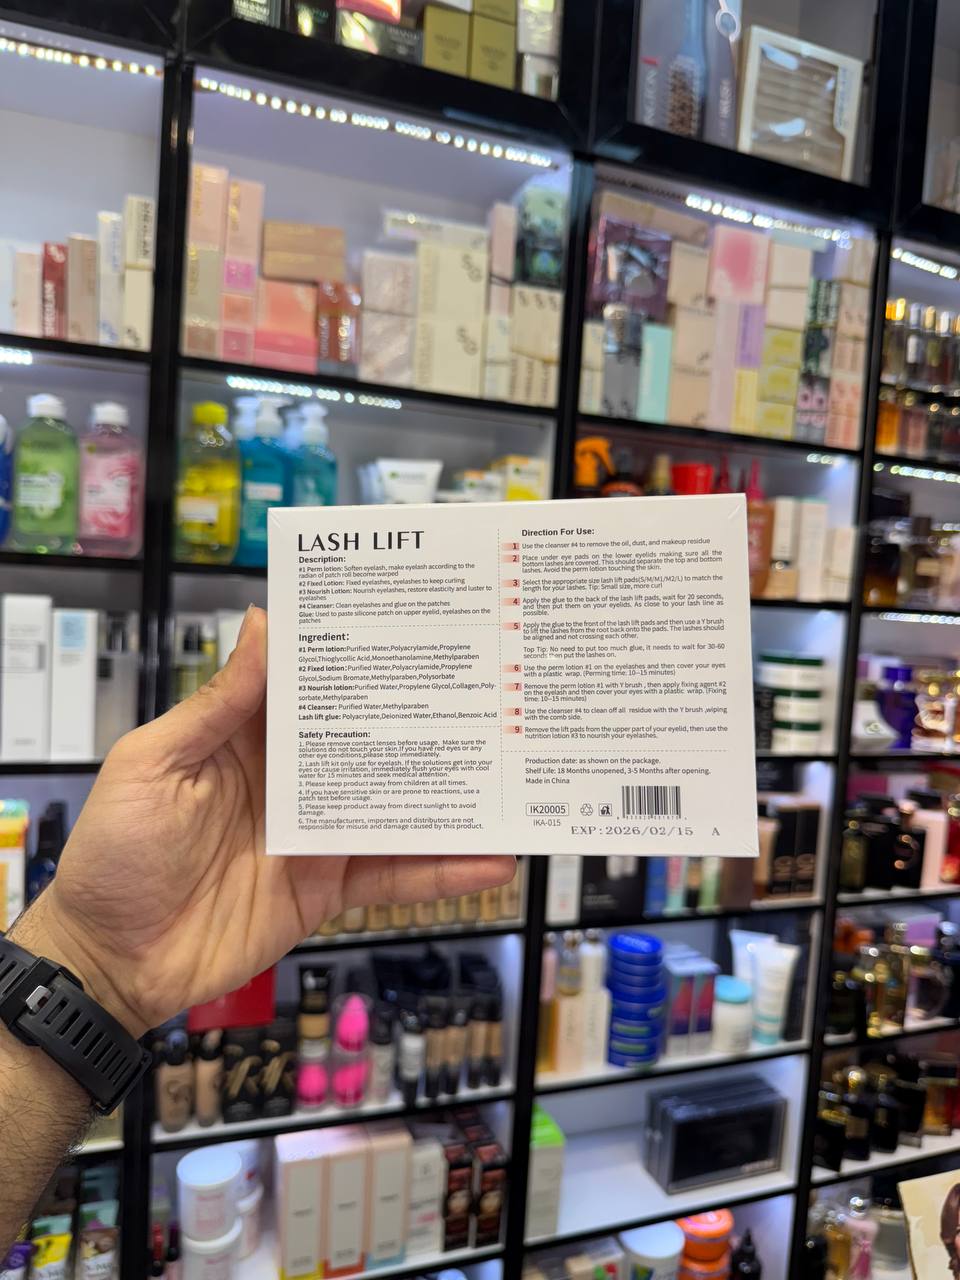 LASH LIFT
Description:
#1 Perm lotion: Soften eyelash, make eyelash according to the
radian of patch roll become warped
#2 Fixed Lotion: Fixed eyelashes, eyelashes to keep curling
#3 Nourish Lotion: Nourish eyelashes, restore elasticity and luster to
eyelashes
#4 Cleanser: Clean eyelashes and glue on the patches
Glue: Used to paste silicone patch on upper eyelid, eyelashes on the
patches
Ingredient:
#1 Perm lotion:Purified Water,Polyacrylamide,Propylene
Glycol,Thioglycollic Acid,Monoethanolamine,Methylparaben
#2 Fixed lotion:Purified Water,Polyacrylamide,Propylene
Glycol,Sodium Bromate,Methylparaben,Polysorbate
#3 Nourish lotion:Purified Water,Propylene Glycol,Collagen,Poly-
sorbate,Methylparaben
#4 Cleanser: Purified Water,Methylparaben
Lash lift glue: Polyacrylate,Deionized Water,Ethanol,Benzoic Acid
Safety Precaution:
1. Please remove contact lenses before usage. Make sure the
solutions do not touch your skin.If you have red eyes or any
other eye conditions,please stop immediately.
2. Lash lift kit only use for eyelash. If the solutions get into your
eyes or cause irritation, immediately flush your eyes with cool
water for 15 minutes and seek medical attention.
3. Please keep product away from children at all times.
4. If you have sensitive skin or are prone to reactions, use a
patch test before usage.
5. Please keep product away from direct sunlight to avoid
damage.
6. The manufacturers, importers and distributors are not
responsible for misuse and damage caused by this product.
Direction For Use:
1 Use the cleanser #4 to remove the oil, dust, and makeup residue
2 Place under eye pads on the lower eyelids making sure all the
bottom lashes are covered. This should separate the top and bottom
lashes. Avoid the perm lotion touching the skin.
3 Select the appropriate size lash lift pads(S/M/M1/M2/L) to match the
length for your lashes. Tip: Small size, more curl
4 Apply the glue to the back of the lash lift pads, wait for 20 seconds,
and then put them on your eyelids. As close to your lash line as
possible.
5 Apply the glue to the front of the lash lift pads and then use a Y brush
to lift the lashes from the root back onto the pads. The lashes should
be aligned and not crossing each other.
Top Tip: No need to put too much glue, it needs to wait for 30-60
seconds then put the lashes on.
6 Use the perm lotion #1 on the eyelashes and then cover your eyes
with a plastic wrap. (Perming time: 10--15 minutes)
7 Remove the perm lotion #1 with Y brush , then apply fixing agent #2
on the eyelash and then cover your eyes with a plastic wrap. (Fixing
time: 10--15 minutes)
8 Use the cleanser #4 to clean off all residue with the Y brush ,wiping
with the comb side.
9 Remove the lift pads from the upper part of your eyelid, then use the
nutrition lotion #3 to nourish your eyelashes.
Production date: as shown on the package.
Shelf Life: 18 Months unopened, 3-5 Months after opening.
Made in China
IK20005
IKA-015
EXP:2026/02/15 A